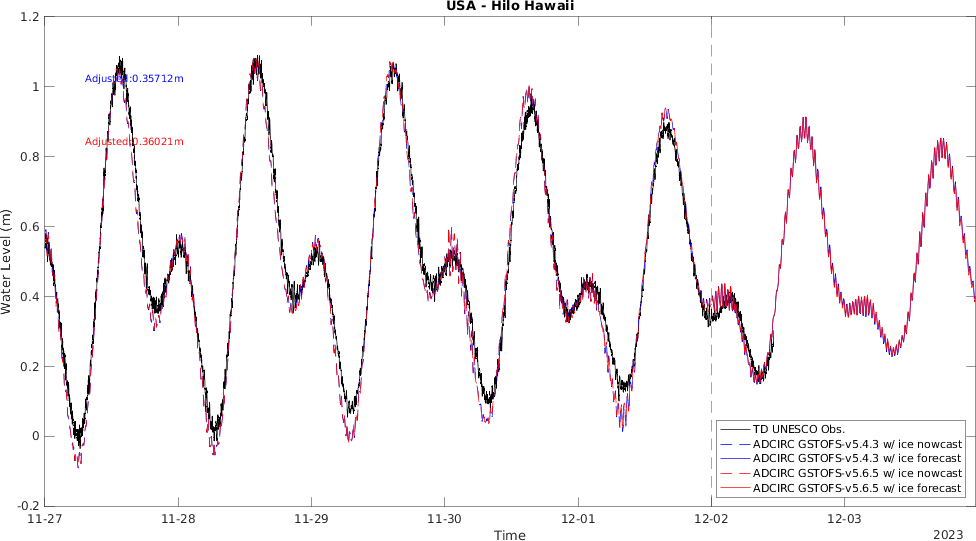 USA - Hilo Hawaii
1.2
1
0.8
0.6
0.4
0.2
0
-0.2
Water Level (m)
Adjusted:0.35712m
Adjusted:0.36021m
TD UNESCO Obs.
ADCIRC GSTOFS-v5.4.3 w/ ice nowcast
ADCIRC GSTOFS-v5.4.3 w/ ice forecast
ADCIRC GSTOFS-v5.6.5 w/ ice nowcast
ADCIRC GSTOFS-v5.6.5 w/ ice forecast
11-27 11-28 11-29 11-30 12-01 12-02 12-03
Time
2023